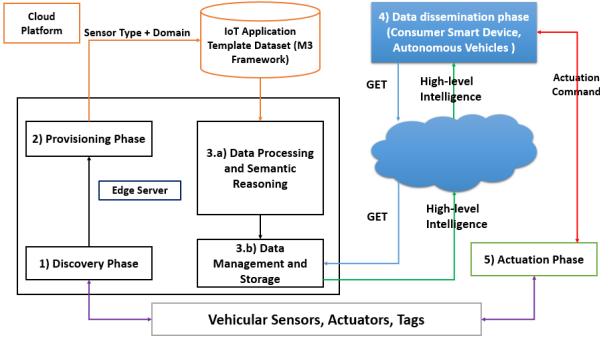 Cloud
Platform
Sensor Type + Domain
IoT Application
Template Dataset (M3
Framework)
4) Data dissemination phase
(Consumer Smart Device,
Autonomous Vehicles )
GET
High-level
Intelligence
Actuation
Command
2) Provisioning Phase
3.a) Data Processing
and Semantic
Reasoning
Edge Server
GET
High-level
Intelligence
1) Discovery Phase
3.b) Data
Management and
Storage
5) Actuation Phase
Vehicular Sensors, Actuators, Tags